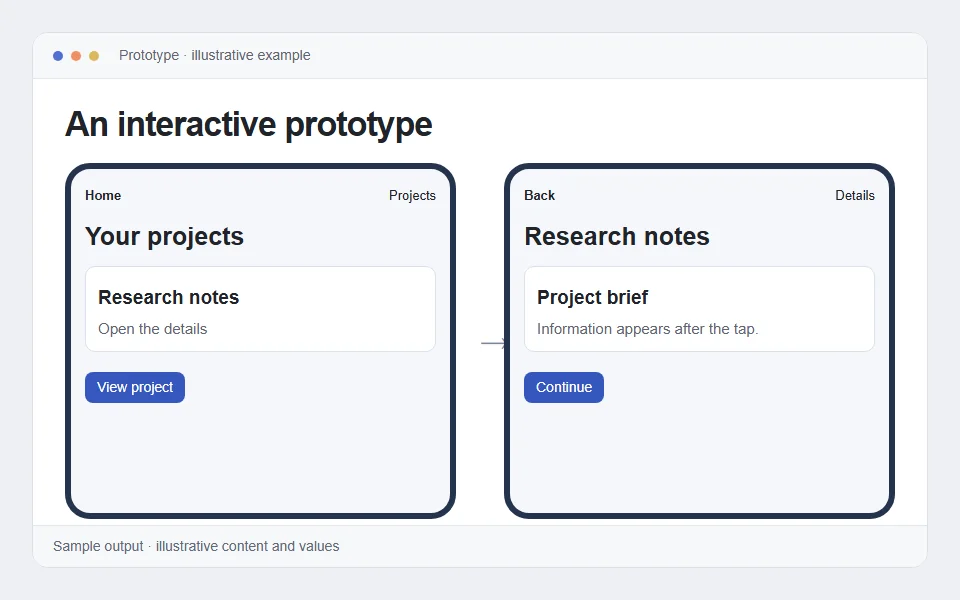 Prototype · illustrative example
An interactive prototype
Home
Projects
Your projects
Research notes
Open the details
View project
Back
Details
Research notes
Project brief
Information appears after the tap.
Continue
Sample output · illustrative content and values